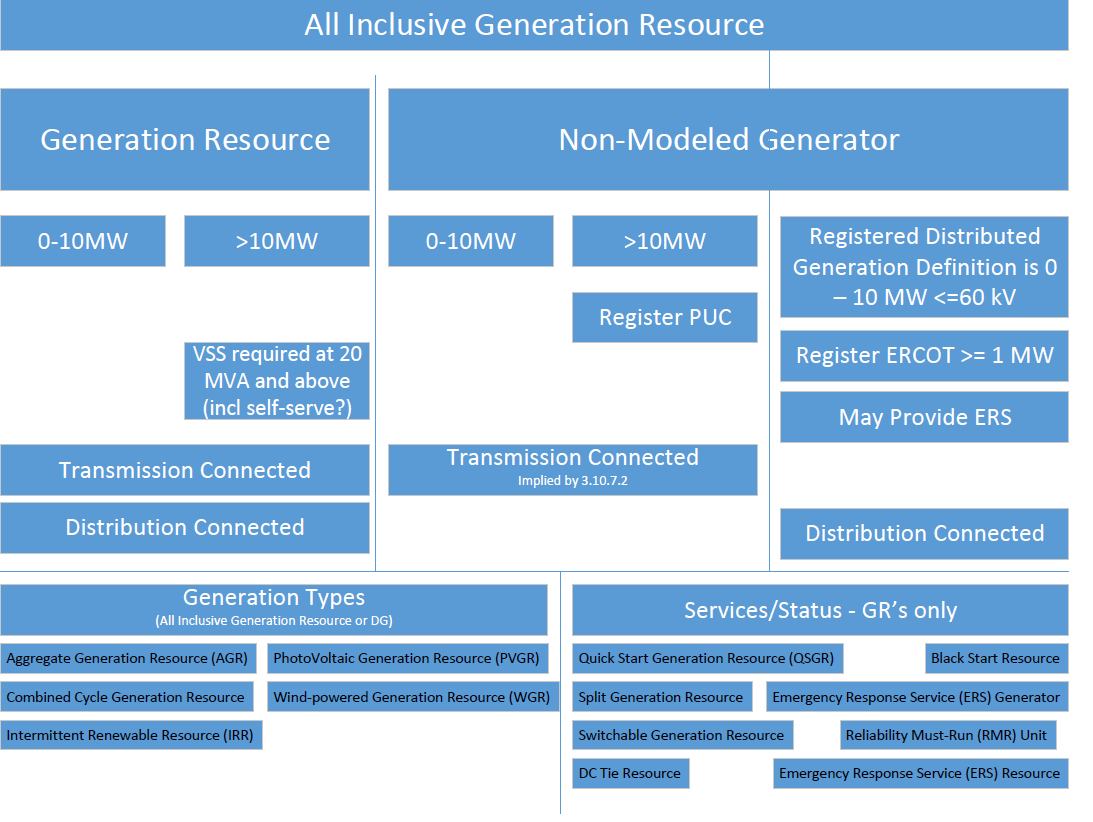 All Inclusive Generation Resource
Generation Resource
Non-Modeled Generator
0-10MW
>10MW
0-10MW
>10MW
Registered Distributed
Generation Definition is 0
– 10 MW <=60 kV
Register PUC
Register ERCOT >= 1 MW
VSS required at 20
MVA and above
(incl self-serve?)
May Provide ERS
Transmission Connected
Transmission Connected
Implied by 3.10.7.2
Distribution Connected
Distribution Connected
Generation Types
(All Inclusive Generation Resource or DG)
Aggregate Generation Resource (AGR)
PhotoVoltaic Generation Resource (PVGR)
Combined Cycle Generation Resource
Wind-powered Generation Resource (WGR)
Intermittent Renewable Resource (IRR)
Services/Status - GR’s only
Quick Start Generation Resource (QSGR)
Black Start Resource
Split Generation Resource
Emergency Response Service (ERS) Generator
Switchable Generation Resource
Reliability Must-Run (RMR) Unit
DC Tie Resource
Emergency Response Service (ERS) Resource